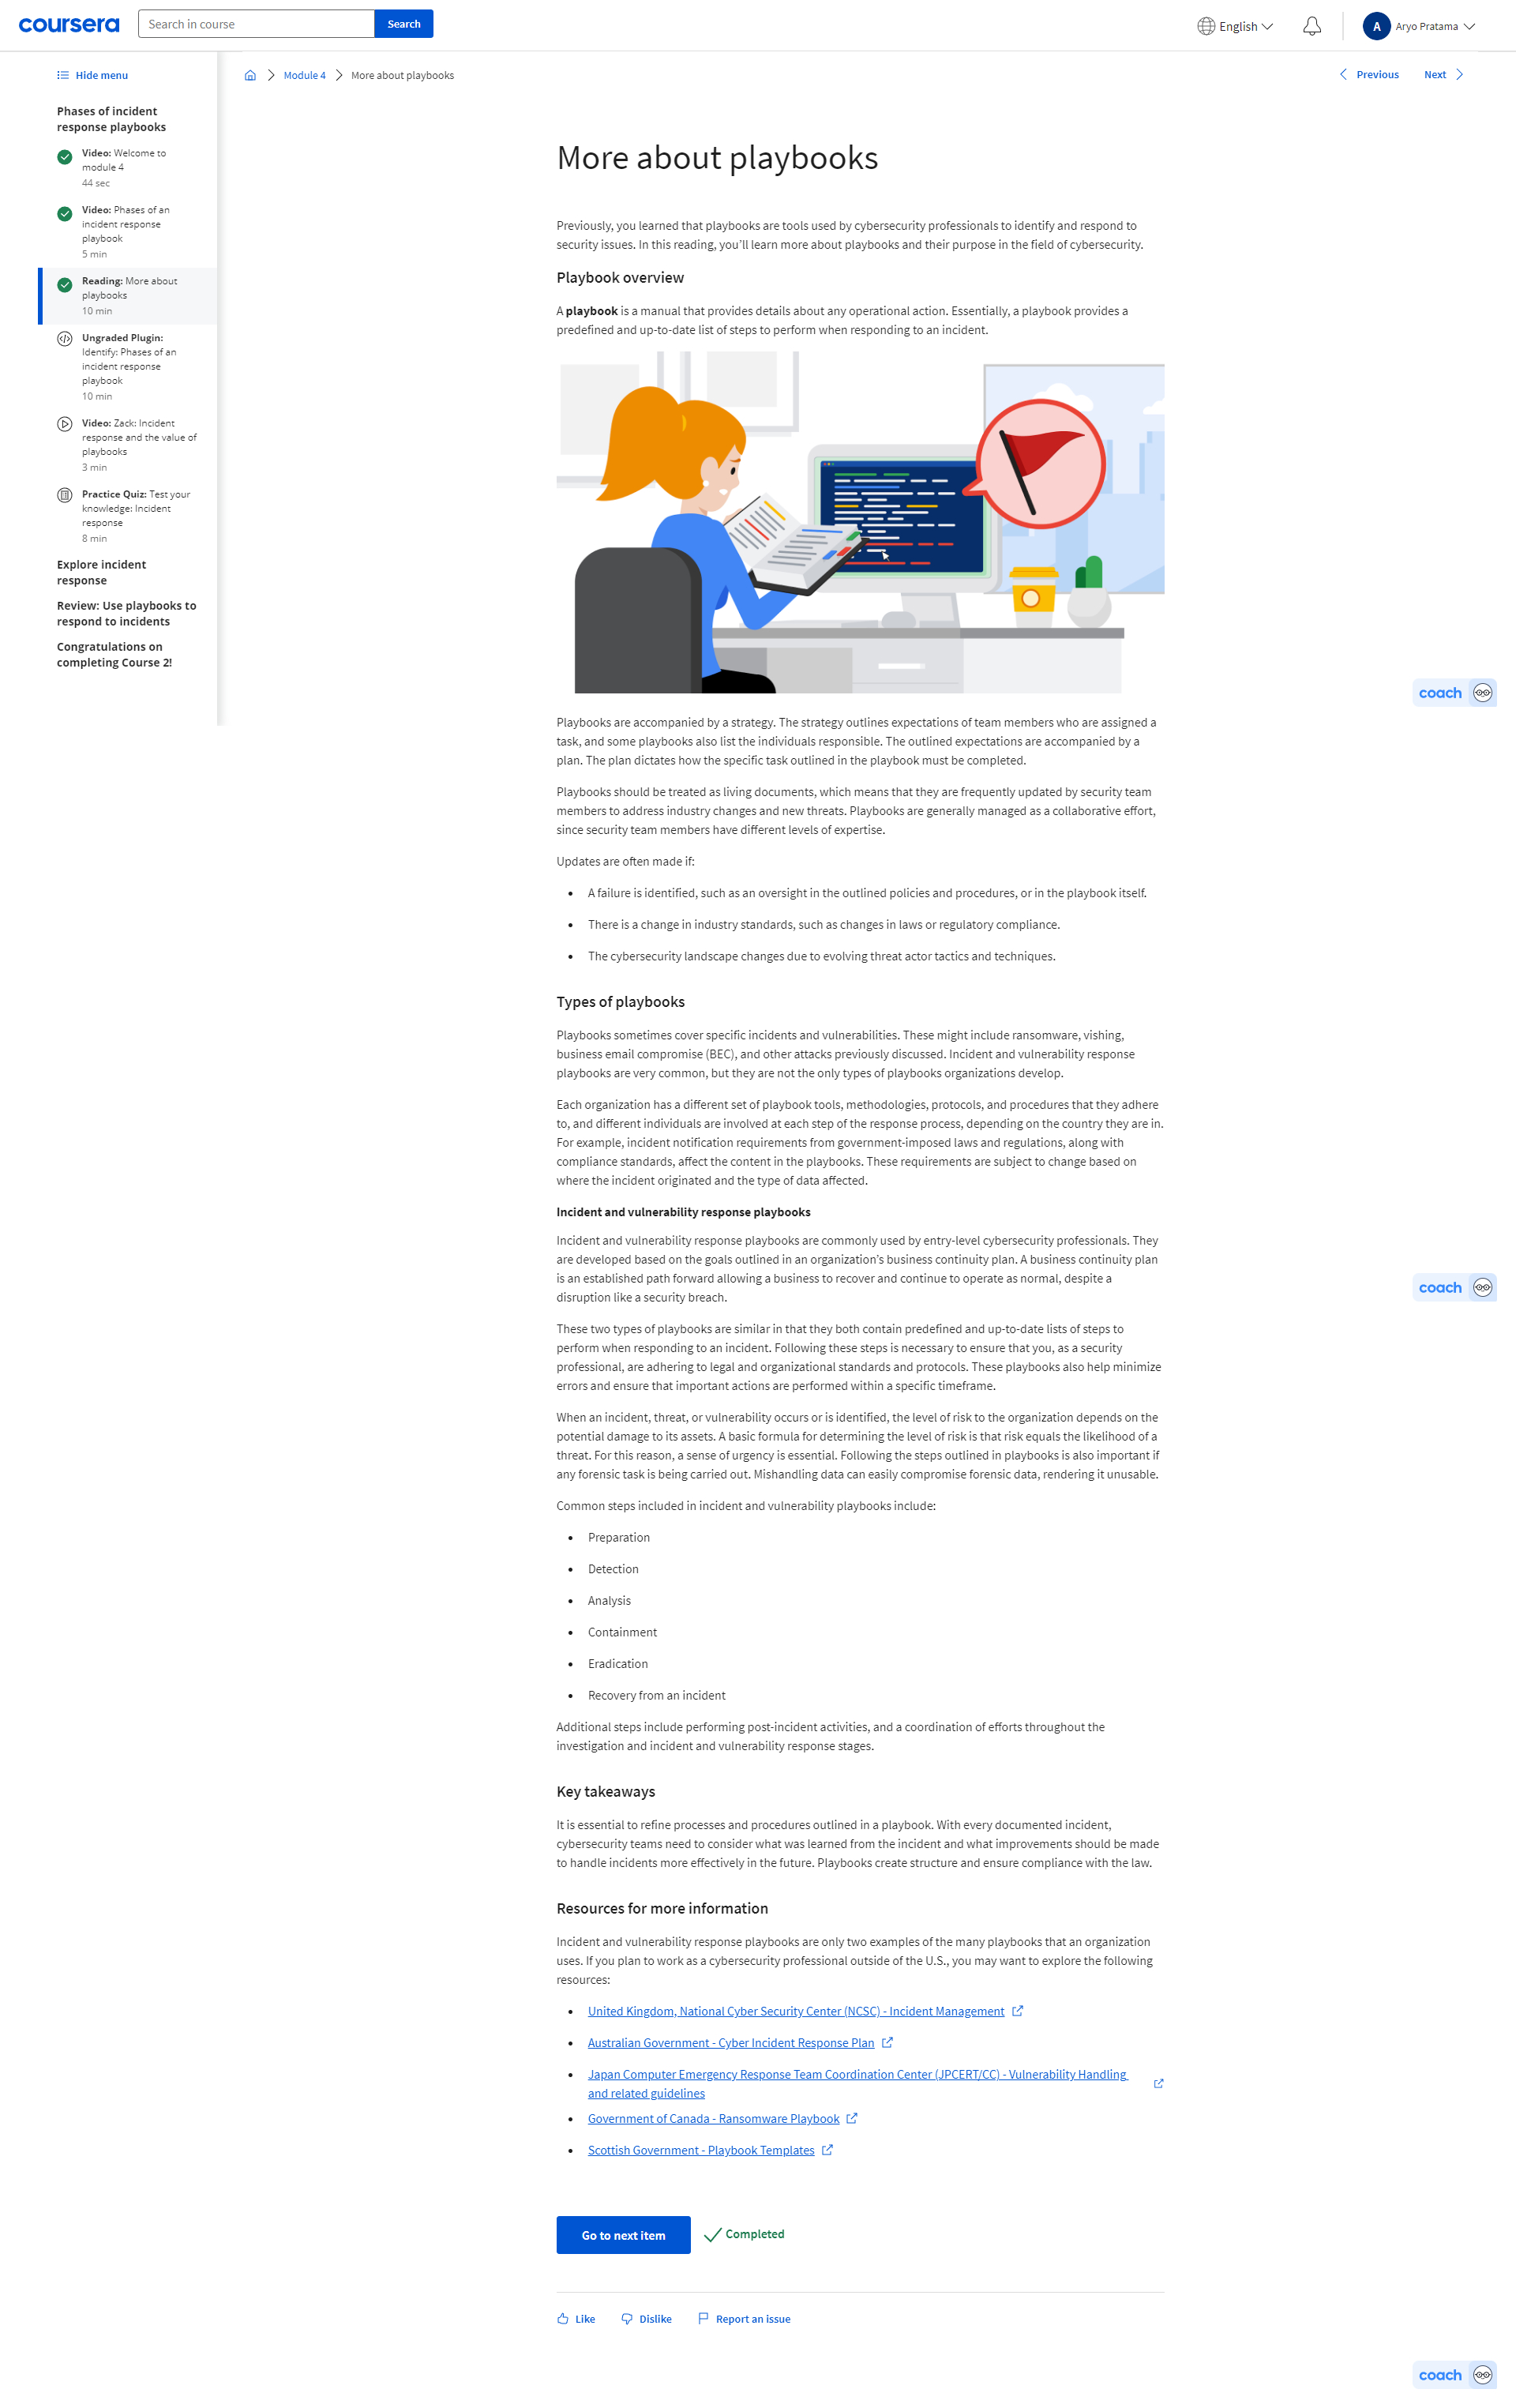 coursera
Search in course
Search
English
A
Aryo Pratama
Hide menu
Phases of incident
response playbooks
Video: Welcome to
module 4
44 sec
Video: Phases of an
incident response
playbook
5 min
Reading: More about
playbooks
10 min
Ungraded Plugin:
Identify: Phases of an
incident response
playbook
10 min
Video: Zack: Incident
response and the value of
playbooks
3 min
Practice Quiz: Test your
knowledge: Incident
response
8 min
Explore incident
response
Review: Use playbooks to
respond to incidents
Congratulations on
completing Course 2!
Module 4
More about playbooks
Previous
Next
More about playbooks
Previously, you learned that playbooks are tools used by cybersecurity professionals to identify and respond to
security issues. In this reading, you’ll learn more about playbooks and their purpose in the field of cybersecurity.
Playbook overview
A playbook is a manual that provides details about any operational action. Essentially, a playbook provides a
predefined and up-to-date list of steps to perform when responding to an incident.
coach
Playbooks are accompanied by a strategy. The strategy outlines expectations of team members who are assigned a
task, and some playbooks also list the individuals responsible. The outlined expectations are accompanied by a
plan. The plan dictates how the specific task outlined in the playbook must be completed.
Playbooks should be treated as living documents, which means that they are frequently updated by security team
members to address industry changes and new threats. Playbooks are generally managed as a collaborative effort,
since security team members have different levels of expertise.
Updates are often made if:
• A failure is identified, such as an oversight in the outlined policies and procedures, or in the playbook itself.
• There is a change in industry standards, such as changes in laws or regulatory compliance.
• The cybersecurity landscape changes due to evolving threat actor tactics and techniques.
Types of playbooks
Playbooks sometimes cover specific incidents and vulnerabilities. These might include ransomware, vishing,
business email compromise (BEC), and other attacks previously discussed. Incident and vulnerability response
playbooks are very common, but they are not the only types of playbooks organizations develop.
Each organization has a different set of playbook tools, methodologies, protocols, and procedures that they adhere
to, and different individuals are involved at each step of the response process, depending on the country they are in.
For example, incident notification requirements from government-imposed laws and regulations, along with
compliance standards, affect the content in the playbooks. These requirements are subject to change based on
where the incident originated and the type of data affected.
Incident and vulnerability response playbooks
Incident and vulnerability response playbooks are commonly used by entry-level cybersecurity professionals. They
are developed based on the goals outlined in an organization’s business continuity plan. A business continuity plan
is an established path forward allowing a business to recover and continue to operate as normal, despite a
disruption like a security breach.
coach
These two types of playbooks are similar in that they both contain predefined and up-to-date lists of steps to
perform when responding to an incident. Following these steps is necessary to ensure that you, as a security
professional, are adhering to legal and organizational standards and protocols. These playbooks also help minimize
errors and ensure that important actions are performed within a specific timeframe.
When an incident, threat, or vulnerability occurs or is identified, the level of risk to the organization depends on the
potential damage to its assets. A basic formula for determining the level of risk is that risk equals the likelihood of a
threat. For this reason, a sense of urgency is essential. Following the steps outlined in playbooks is also important if
any forensic task is being carried out. Mishandling data can easily compromise forensic data, rendering it unusable.
Common steps included in incident and vulnerability playbooks include:
• Preparation
• Detection
• Analysis
• Containment
• Eradication
• Recovery from an incident
Additional steps include performing post-incident activities, and a coordination of efforts throughout the
investigation and incident and vulnerability response stages.
Key takeaways
It is essential to refine processes and procedures outlined in a playbook. With every documented incident,
cybersecurity teams need to consider what was learned from the incident and what improvements should be made
to handle incidents more effectively in the future. Playbooks create structure and ensure compliance with the law.
Resources for more information
Incident and vulnerability response playbooks are only two examples of the many playbooks that an organization
uses. If you plan to work as a cybersecurity professional outside of the U.S., you may want to explore the following
resources:
• United Kingdom, National Cyber Security Center (NCSC) - Incident Management
• Australian Government - Cyber Incident Response Plan
• Japan Computer Emergency Response Team Coordination Center (JPCERT/CC) - Vulnerability Handling
and related guidelines
• Government of Canada - Ransomware Playbook
• Scottish Government - Playbook Templates
Go to next item
Completed
Like
Dislike
Report an issue
coach